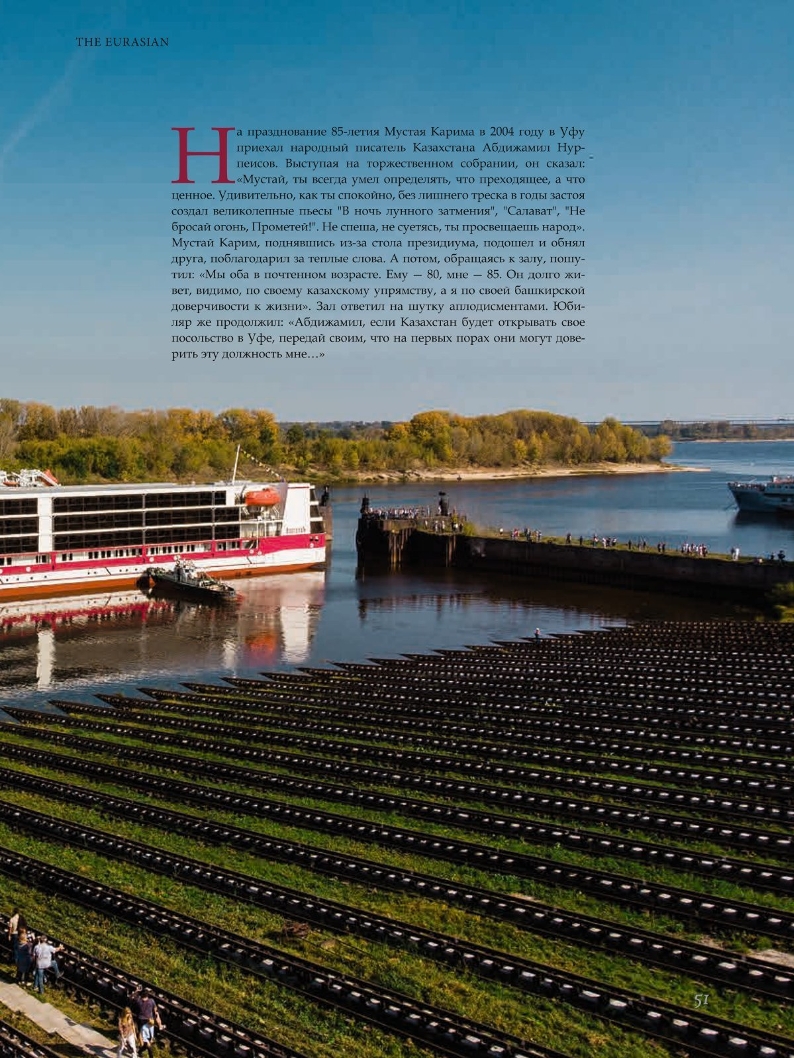 THE EURASIAN
На празднование 85-летия Мустая Карима в 2004 году в Уфу
приехал народный писатель Казахстана Абдижамил Нур-
пеисов. Выступая на торжественном собрании, он сказал:
«Мустай, ты всегда умел определять, что преходящее, а что
ценное. Удивительно, как ты спокойно, без лишнего треска в годы застоя
создал великолепные пьесы "В ночь лунного затмения", "Салават", "Не
бросай огонь, Прометей!". Не спеша, не суетясь, ты просвещаешь народ».
Мустай Карим, поднявшись из-за стола президиума, подошел и обнял
друга, поблагодарил за теплые слова. А потом, обращаясь к залу, пошу-
тил: «Мы оба в почтенном возрасте. Ему — 80, мне — 85. Он долго жи-
вет, видимо, по своему казахскому упрямству, а я по своей башкирской
доверчивости к жизни». Зал ответил на шутку аплодисментами. Юби-
ляр же продолжил: «Абдижамил, если Казахстан будет открывать свое
посольство в Уфе, передай своим, что на первых порах они могут дове-
рить эту должность мне…»
51